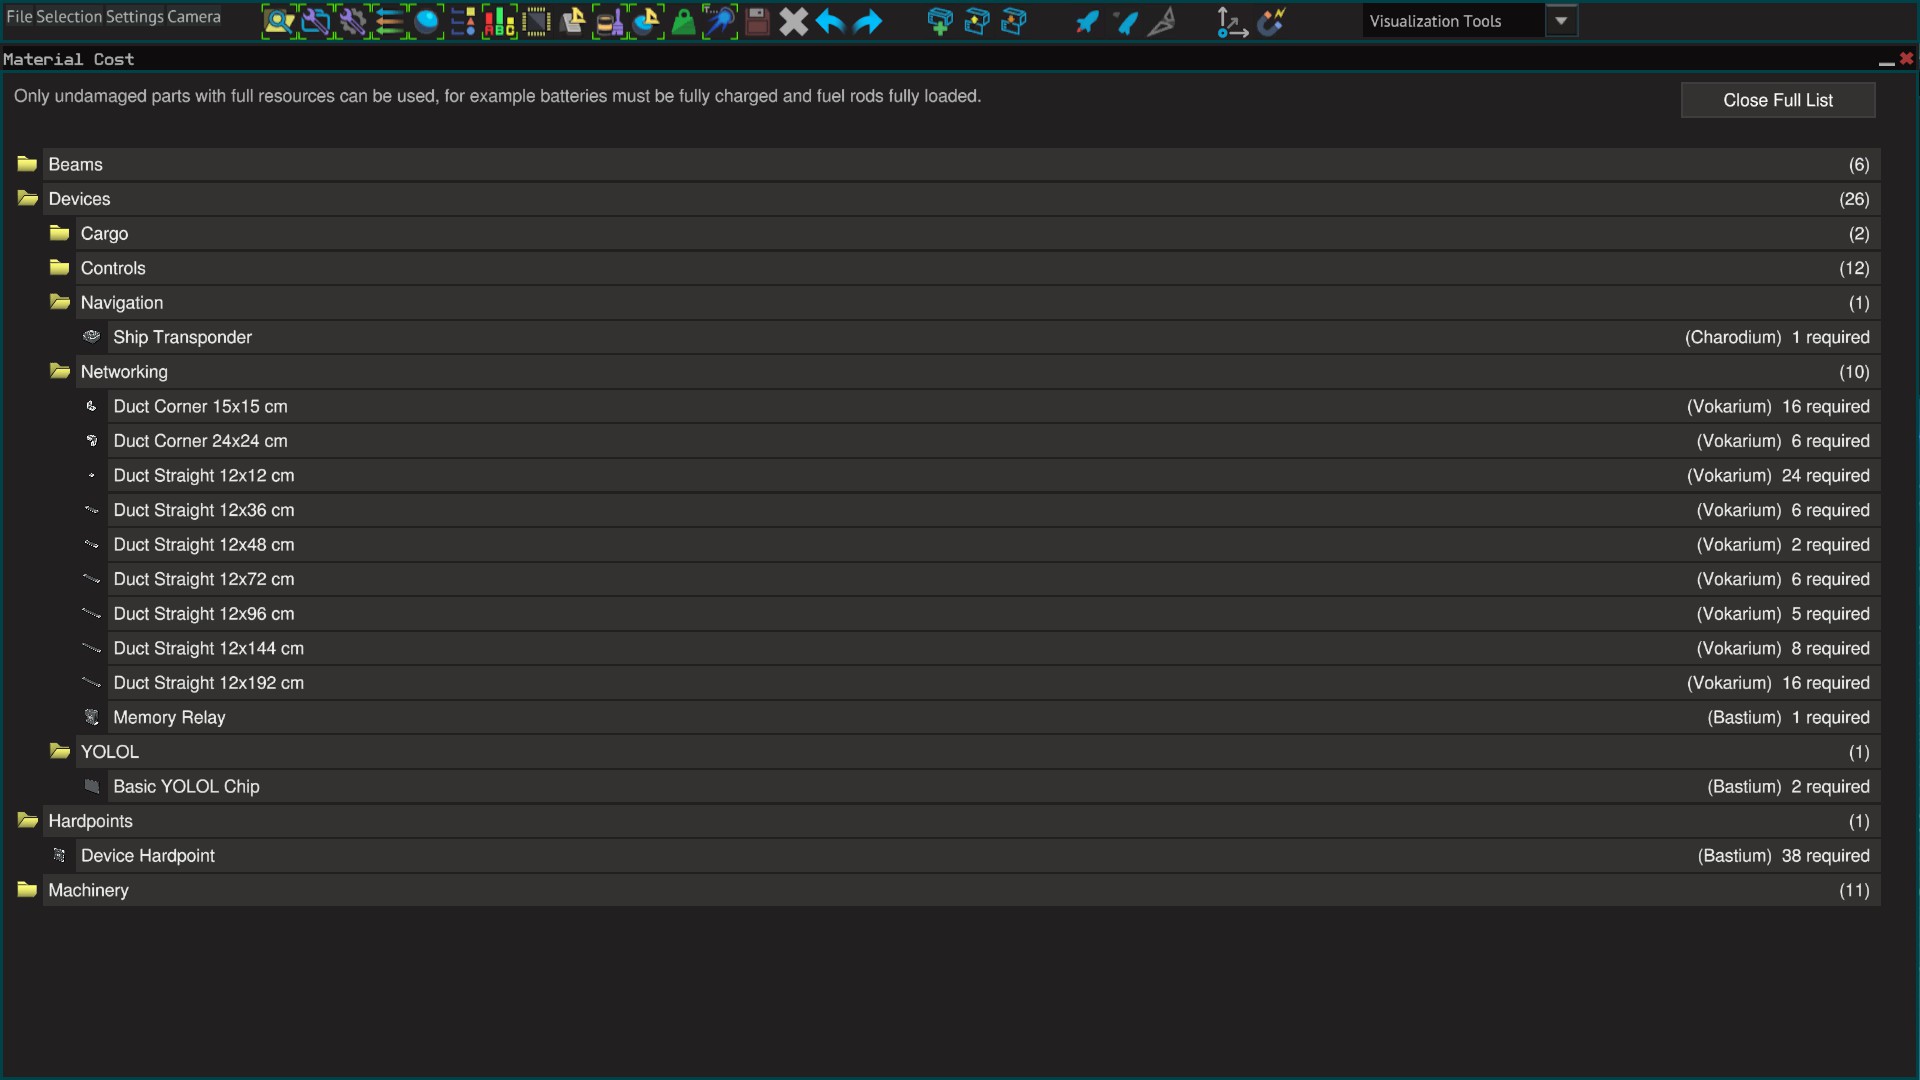 File Selection Settings Camera
ABC
Visualization Tools
Material Cost
Only undamaged parts with full resources can be used, for example batteries must be fully charged and fuel rods fully loaded.
Close Full List
Beams (6)
Devices (26)
Cargo (2)
Controls (12)
Navigation (1)
Ship Transponder (Charodium) 1 required
Networking (10)
Duct Corner 15x15 cm (Vokarium) 16 required
Duct Corner 24x24 cm (Vokarium) 6 required
Duct Straight 12x12 cm (Vokarium) 24 required
Duct Straight 12x36 cm (Vokarium) 6 required
Duct Straight 12x48 cm (Vokarium) 2 required
Duct Straight 12x72 cm (Vokarium) 6 required
Duct Straight 12x96 cm (Vokarium) 5 required
Duct Straight 12x144 cm (Vokarium) 8 required
Duct Straight 12x192 cm (Vokarium) 16 required
Memory Relay (Bastium) 1 required
YOLOL (1)
Basic YOLOL Chip (Bastium) 2 required
Hardpoints (1)
Device Hardpoint (Bastium) 38 required
Machinery (11)